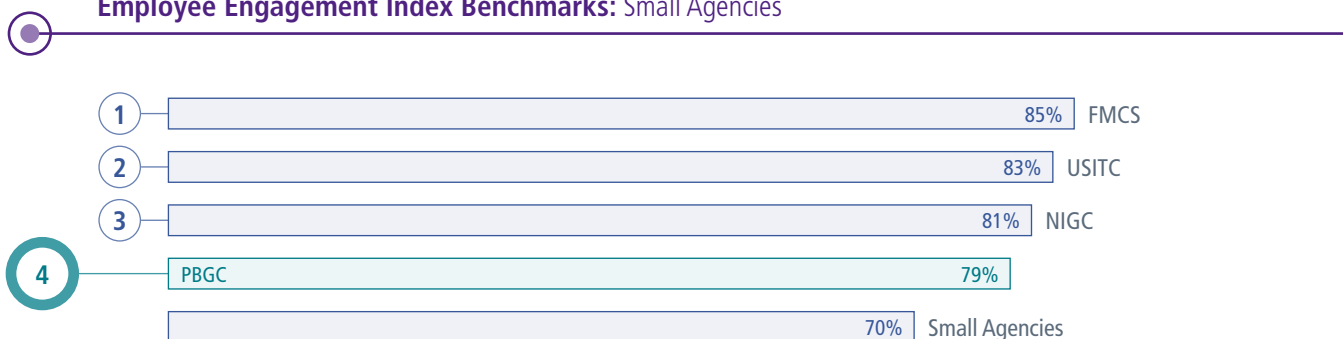 Employee Engagement Index Benchmarks: Small Agencies
1 85% FMCS
2 83% USITC
3 81% NIGC
4 PBGC 79%
70% Small Agencies